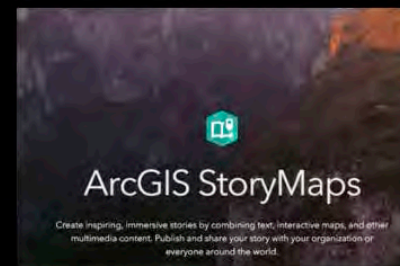 ArcGIS StoryMaps
Create inspiring, immersive stories by combining text, interactive maps, and other
multimedia content. Publish and share your story with your organization or
everyone around the world.